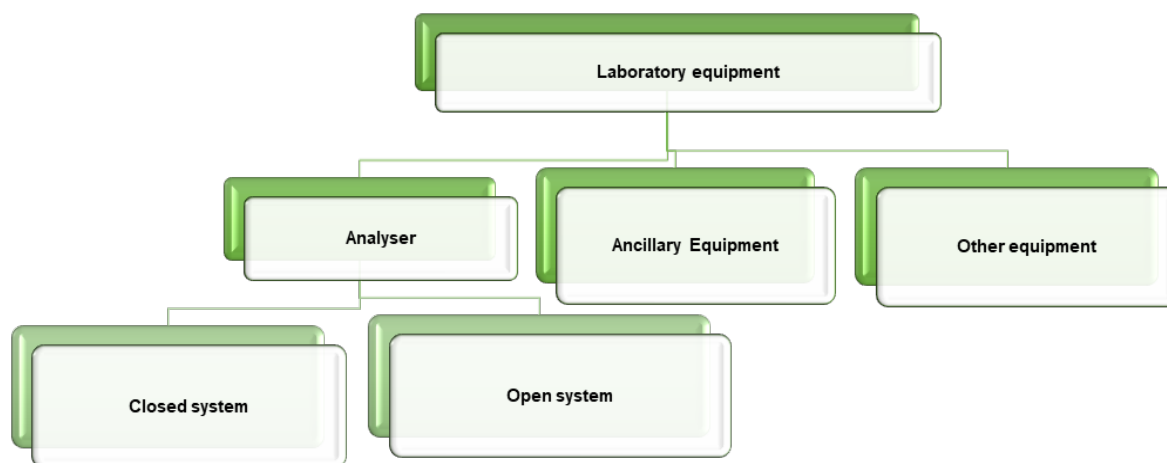 Laboratory equipment
Analyser
Ancillary Equipment
Other equipment
Closed system
Open system